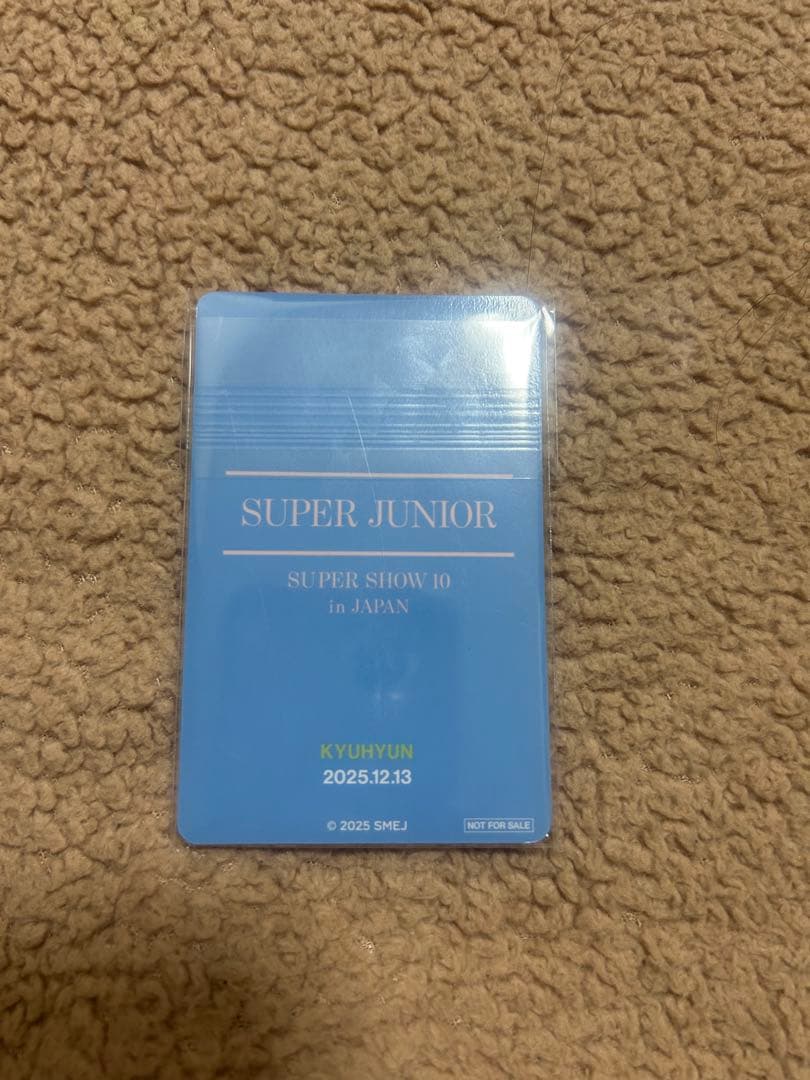 SUPER JUNIOR
SUPER SHOW 10
in JAPAN
KYUHYUN
2025.12.13
© 2025 SMEJ
NOT FOR SALE